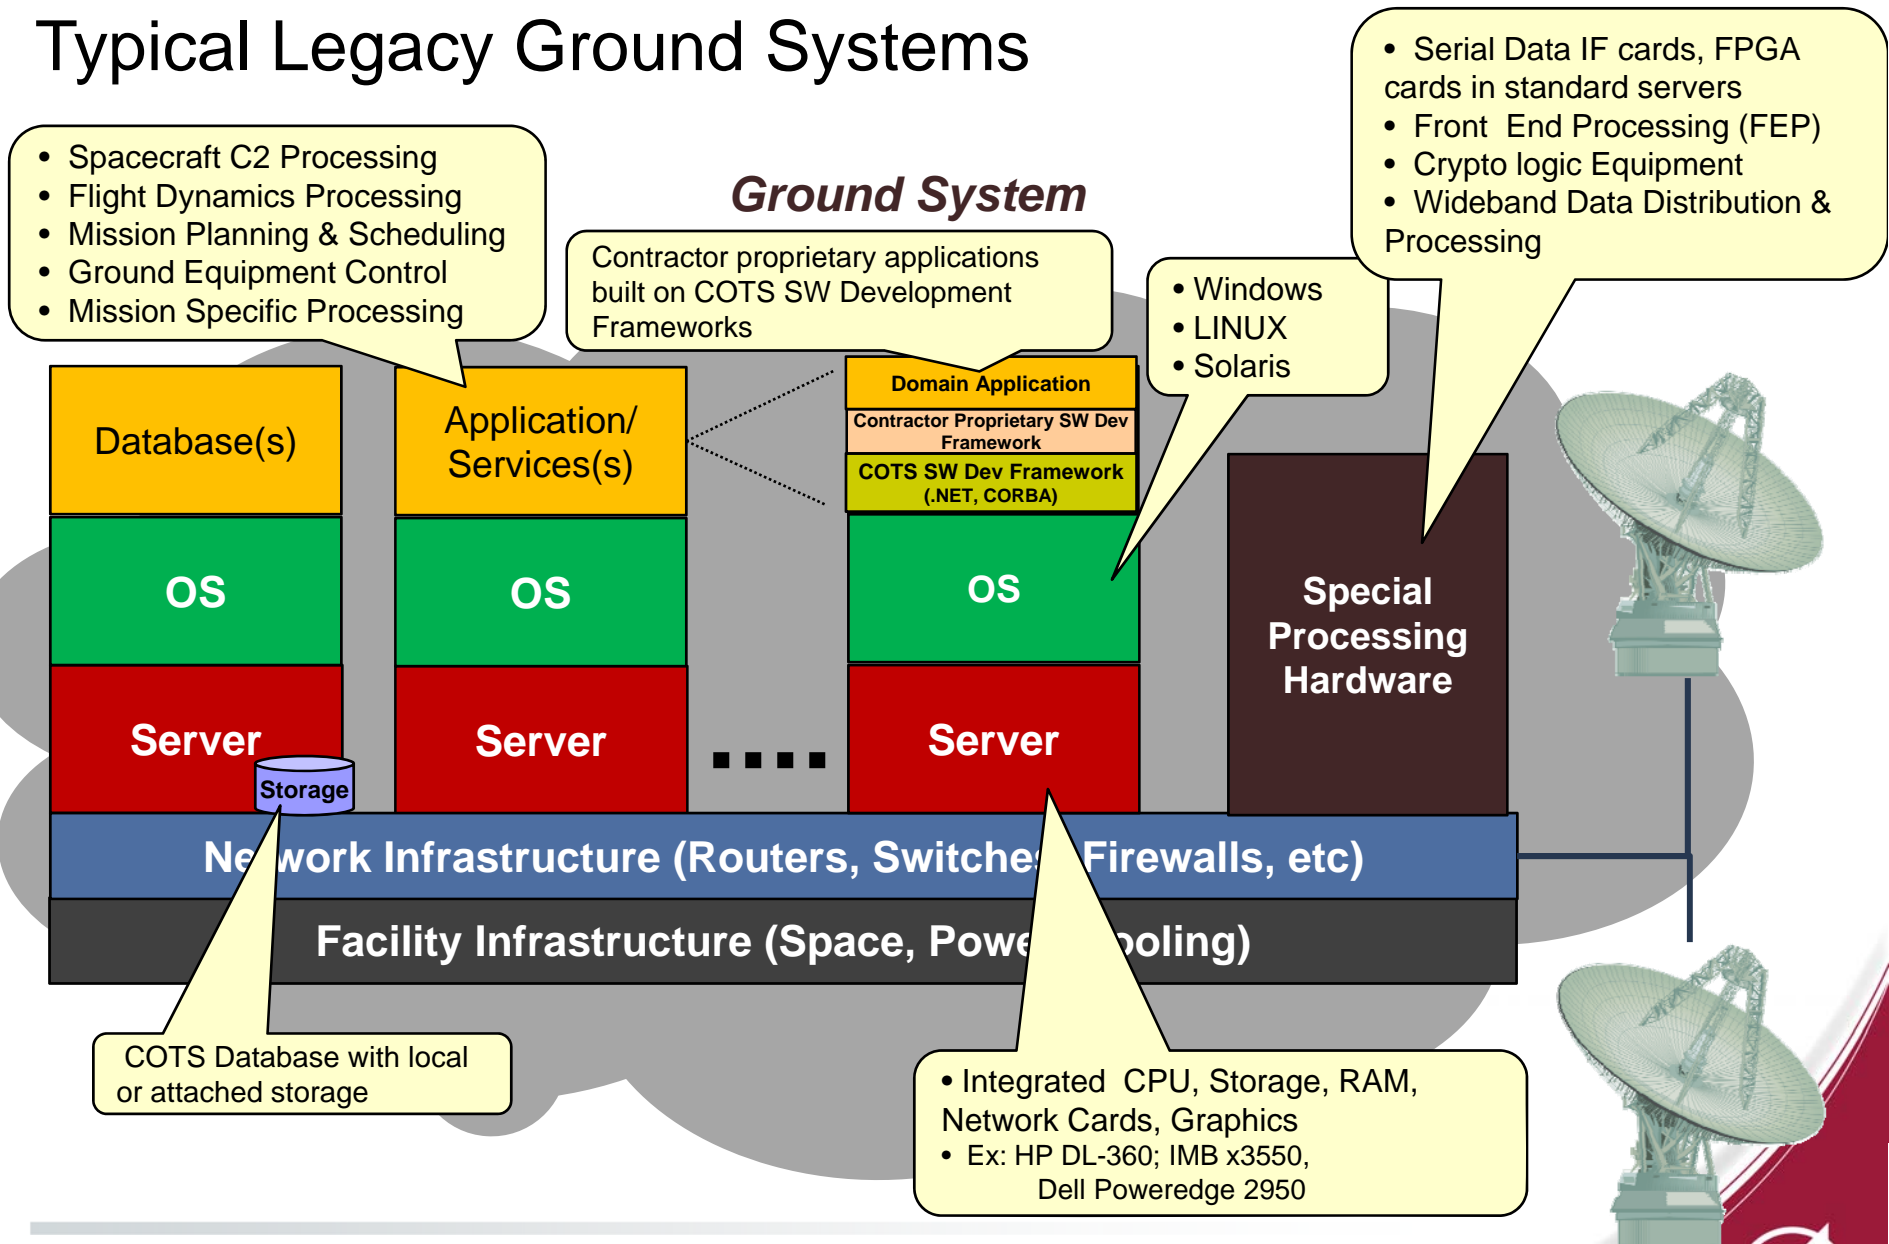 Typical Legacy Ground Systems
• Serial Data IF cards, FPGA
cards in standard servers
• Front End Processing (FEP)
• Crypto logic Equipment
• Wideband Data Distribution &
Processing
• Spacecraft C2 Processing
• Flight Dynamics Processing
• Mission Planning & Scheduling
• Ground Equipment Control
• Mission Specific Processing
Ground System
Contractor proprietary applications
built on COTS SW Development
Frameworks
• Windows
• LINUX
• Solaris
Database(s)
Application/
Services(s)
Domain Application
Contractor Proprietary SW Dev
Framework
COTS SW Dev Framework
(.NET, CORBA)
OS
OS
OS
Special
Processing
Hardware
Server
Server
Server
Storage
Infrastructure (Routers, Firewalls, etc)
Facility Infrastructure (Space,
COTS Database with local
or attached storage
• Integrated CPU, Storage, RAM,
Network Cards, Graphics
• Ex: HP DL-360; IMB x3550,
Dell Poweredge 2950